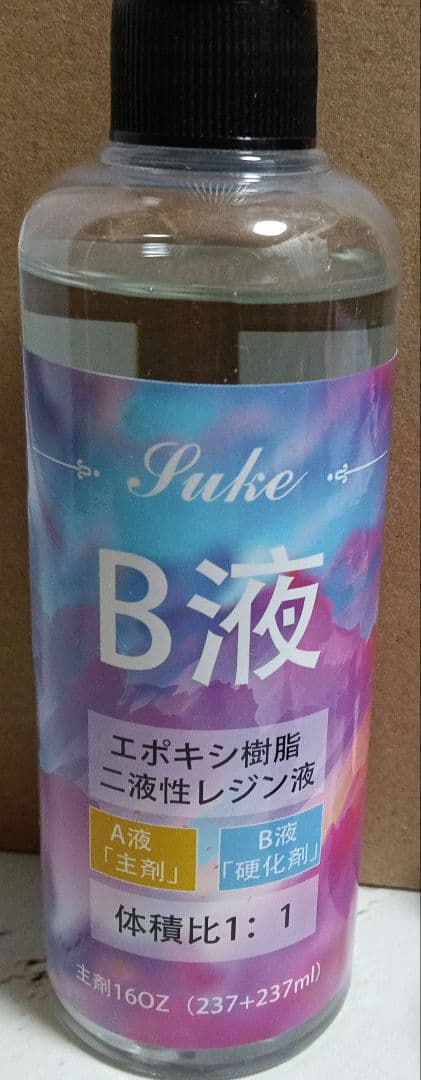 Suke
B液
エポキシ樹脂
二液性レジン液
A液
「主剤」
B液
「硬化剤」
体積比1：1
主剤16OZ（237+237ml）